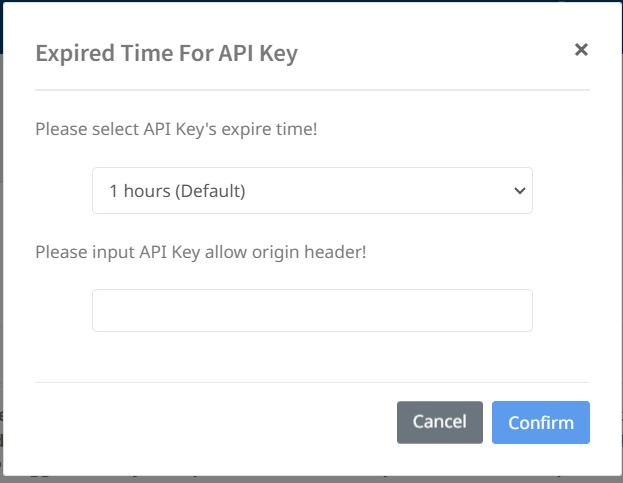 Expired Time For API Key
×
Please select API Key's expire time!
1 hours (Default)
Please input API Key allow origin header!
Cancel
Confirm